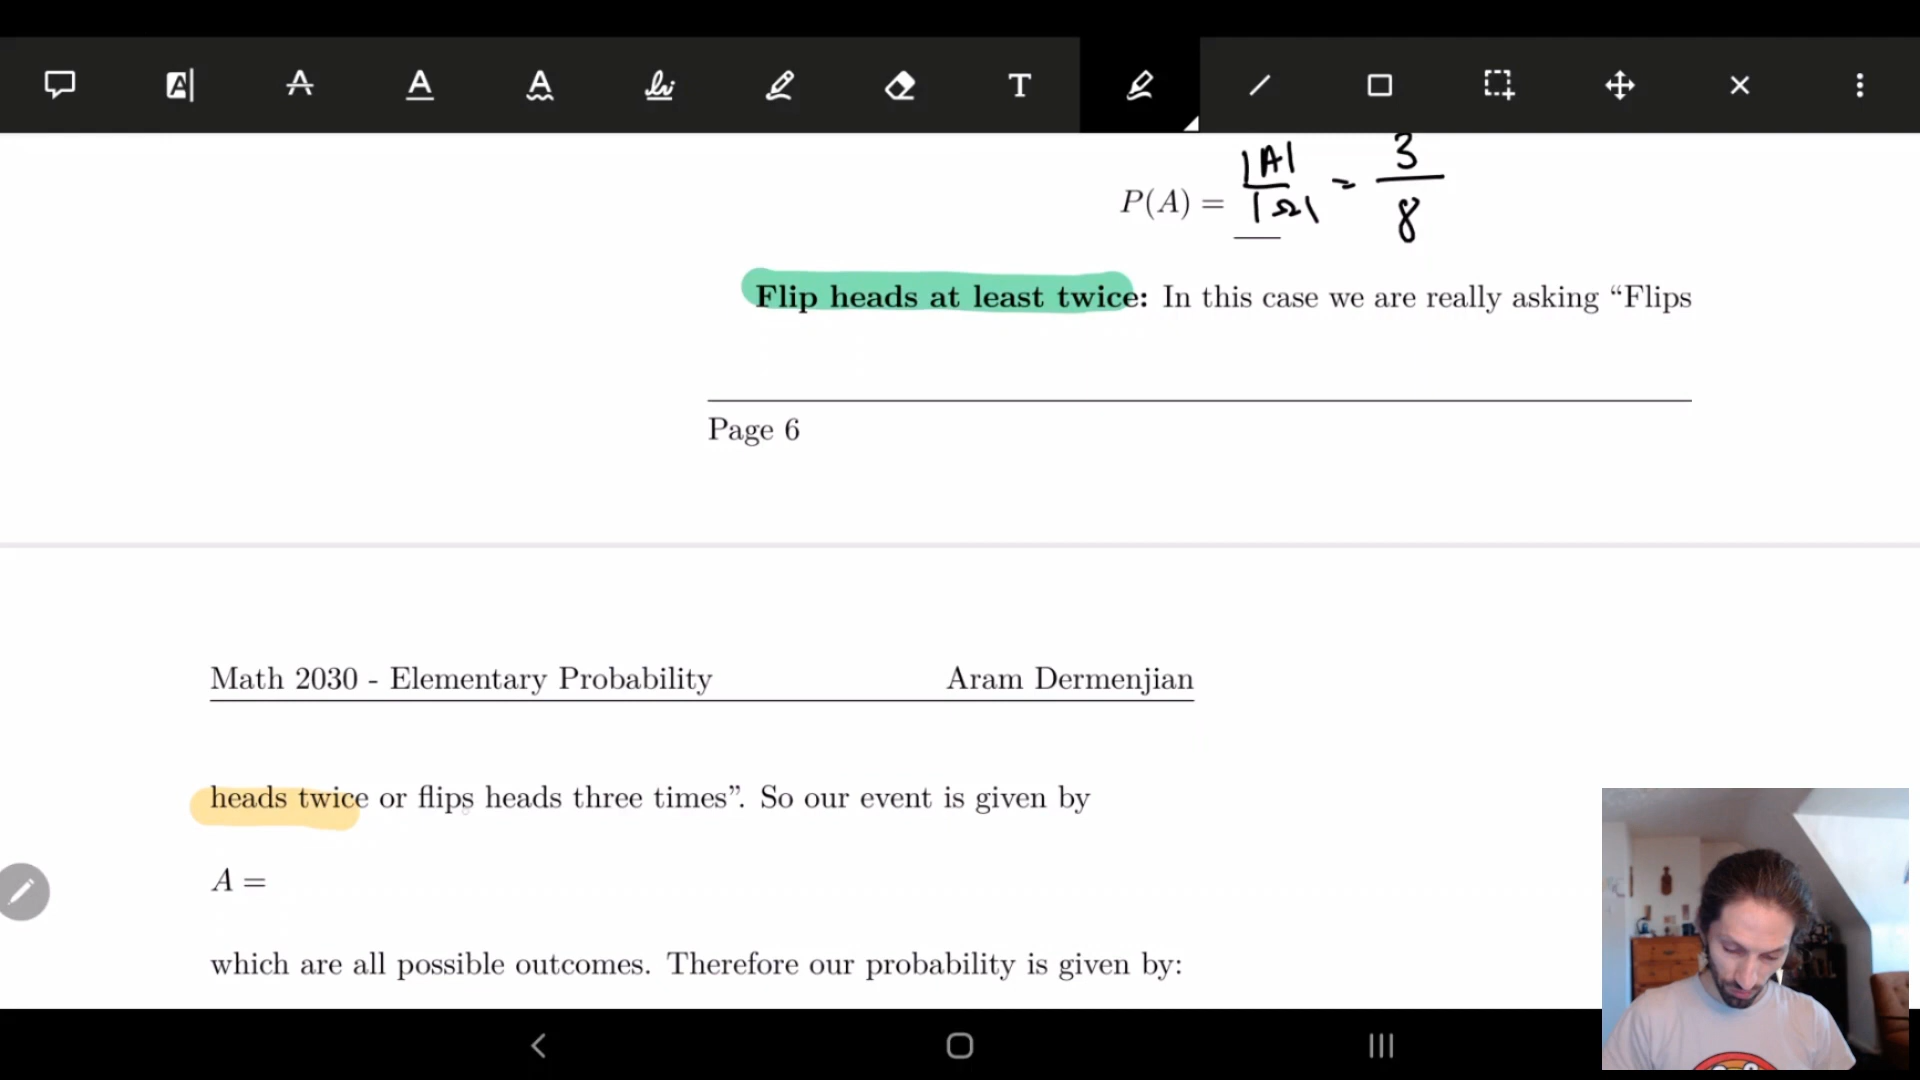 P(A) = |A| / |Ω| = 3 / 8
Flip heads at least twice: In this case we are really asking “Flips
Page 6
Math 2030 - Elementary Probability Aram Dermenjian
heads twice or flips heads three times”. So our event is given by
A =
which are all possible outcomes. Therefore our probability is given by: